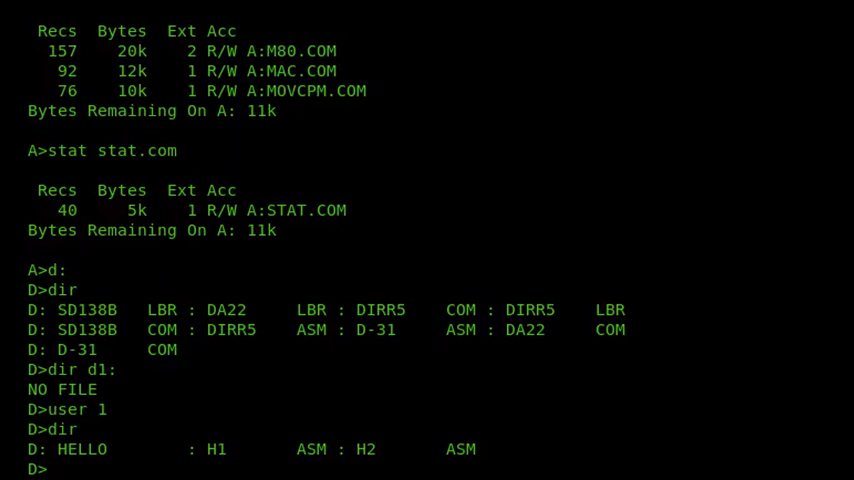 Recs  Bytes  Ext Acc
157    20k    2 R/W A:M80.COM
92    12k    1 R/W A:MAC.COM
76    10k    1 R/W A:MOVCPM.COM
Bytes Remaining On A: 11k
A>stat stat.com
Recs  Bytes  Ext Acc
40     5k    1 R/W A:STAT.COM
Bytes Remaining On A: 11k
A>d:
D>dir
D: SD138B   LBR : DA22     LBR : DIRR5    COM : DIRR5    LBR
D: SD138B   COM : DIRR5    ASM : D-31     ASM : DA22     COM
D: D-31     COM
D>dir d1:
NO FILE
D>user 1
D>dir
D: HELLO        : H1       ASM : H2       ASM
D>